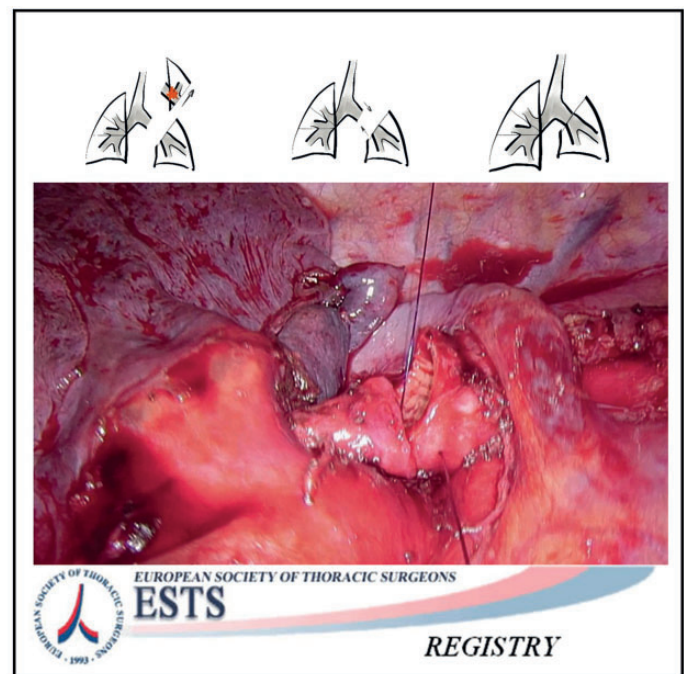 EUROPEAN SOCIETY OF THORACIC SURGEONS
· 1993 ·
EUROPEAN SOCIETY OF THORACIC SURGEONS
ESTS
REGISTRY